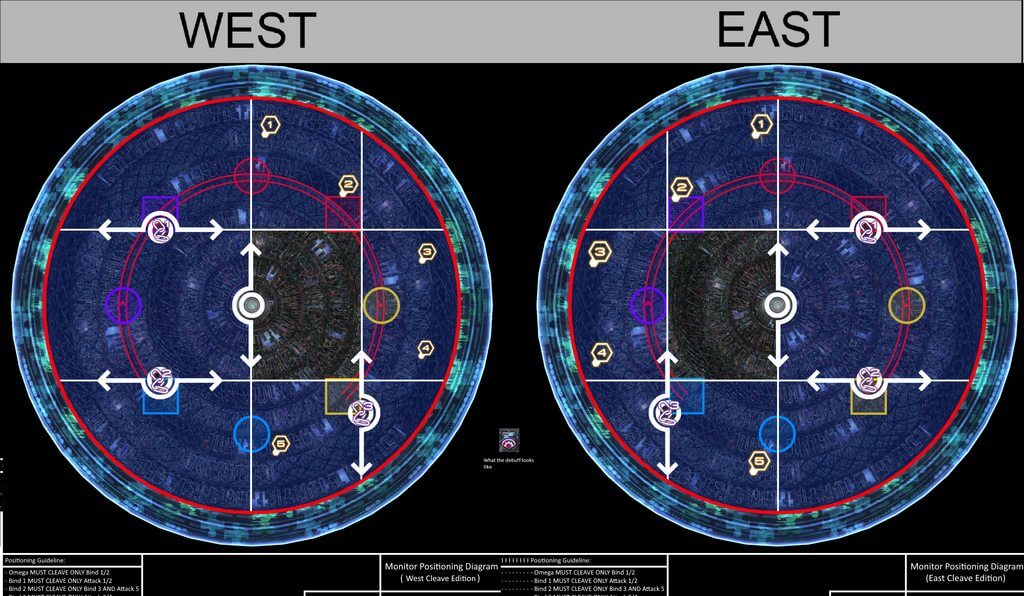 WEST
EAST
1
2
3
4
5
1
2
3
4
5
What the debuff looks
like
Positioning Guideline:
- Omega MUST CLEAVE ONLY Bind 1/2
- Bind 1 MUST CLEAVE ONLY Attack 1/2
- Bind 2 MUST CLEAVE ONLY Bind 3 AND Attack 5
Monitor Positioning Diagram
( West Cleave Edition )
Positioning Guideline:
Omega MUST CLEAVE ONLY Bind 1/2
Bind 1 MUST CLEAVE ONLY Attack 1/2
Bind 2 MUST CLEAVE ONLY Bind 3 AND Attack 5
Monitor Positioning Diagram
(East Cleave Edition)